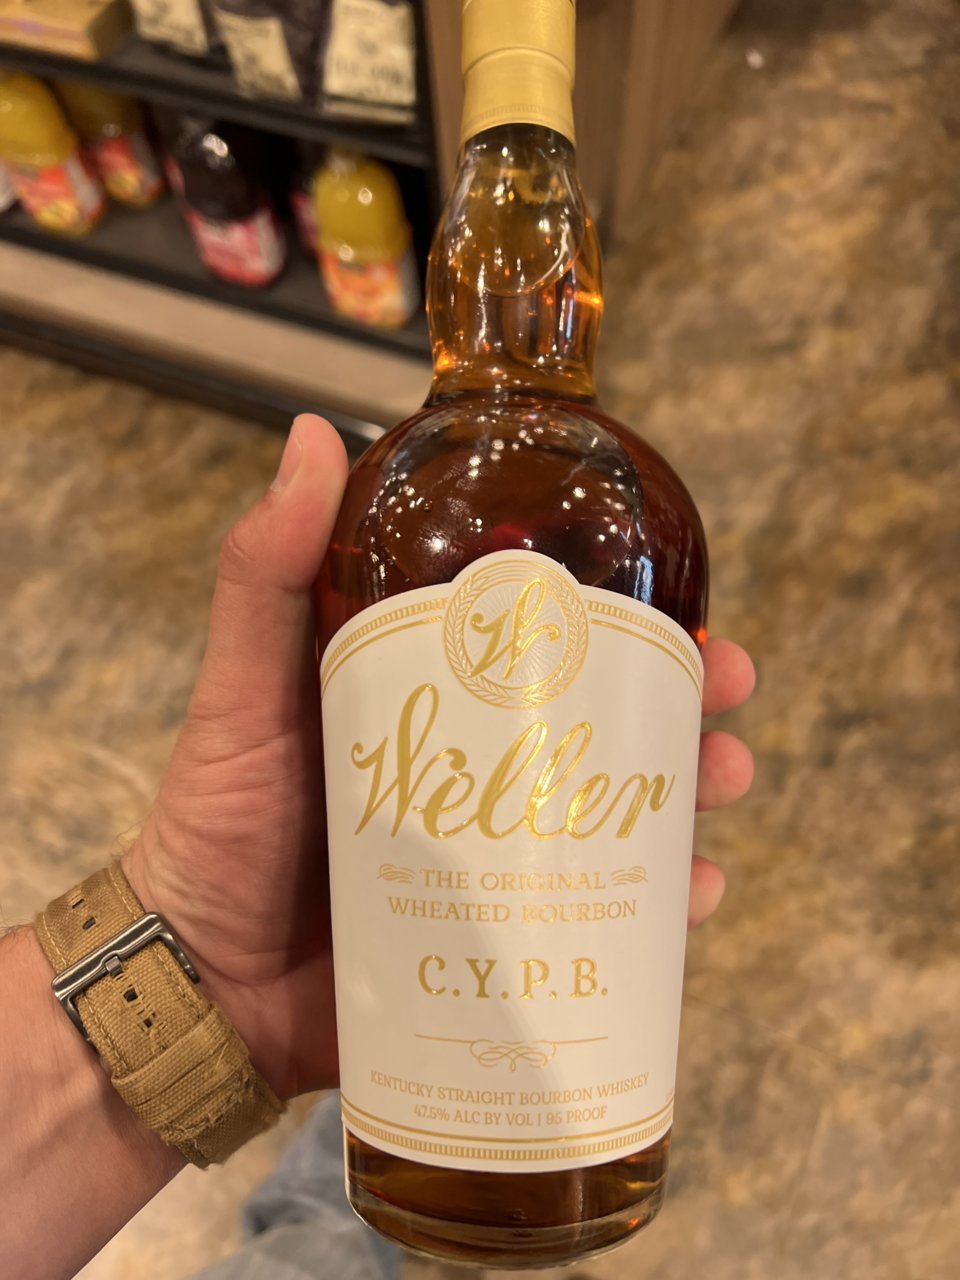 W
Weller
THE ORIGINAL
WHEATED BOURBON
C.Y.P.B.
KENTUCKY STRAIGHT BOURBON WHISKEY
47.5% ALC BY VOL | 95 PROOF